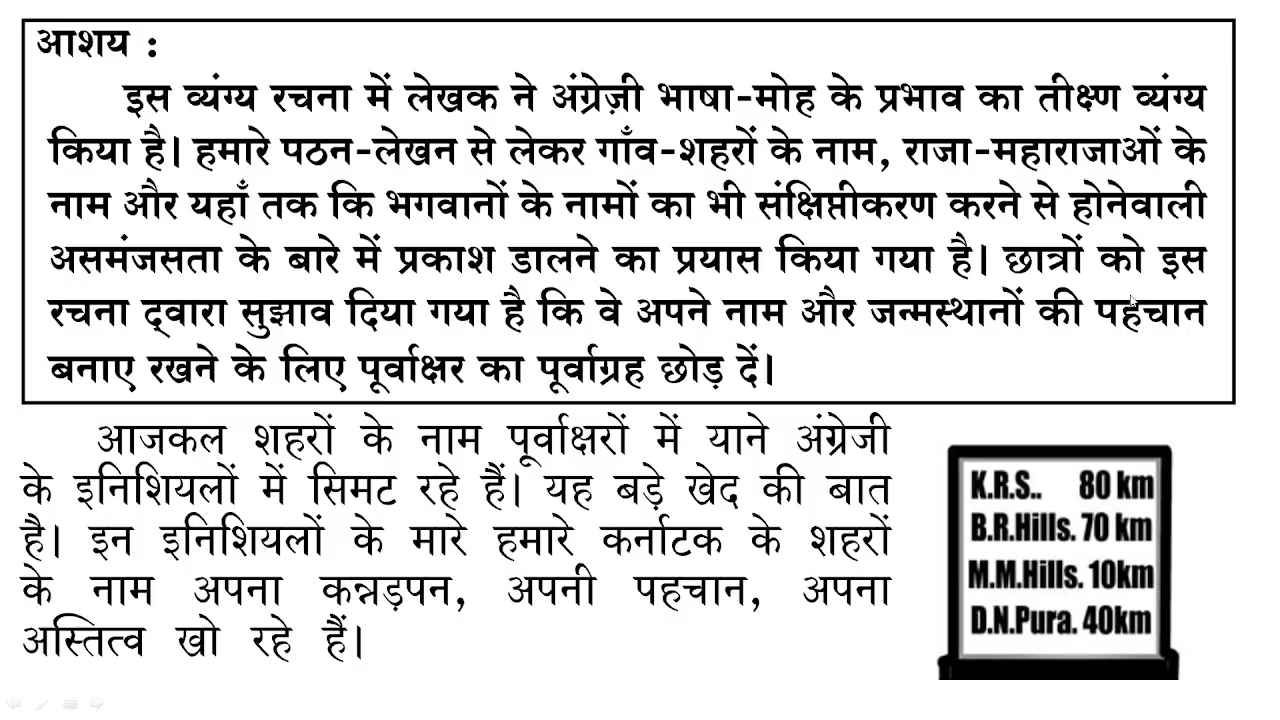 आशय :
इस व्यंग्य रचना में लेखक ने अंग्रेज़ी भाषा-मोह के प्रभाव का तीक्ष्ण व्यंग्य
किया है। हमारे पठन-लेखन से लेकर गाँव-शहरों के नाम, राजा-महाराजाओं के
नाम और यहाँ तक कि भगवानों के नामों का भी संक्षिप्तीकरण करने से होनेवाली
असमंजसता के बारे में प्रकाश डालने का प्रयास किया गया है। छात्रों को इस
रचना द्वारा सुझाव दिया गया है कि वे अपने नाम और जन्मस्थानों की पहचान
बनाए रखने के लिए पूर्वाक्षर का पूर्वाग्रह छोड़ दें।
आजकल शहरों के नाम पूर्वाक्षरों में याने अंग्रेजी
के इनिशियलों में सिमट रहे हैं। यह बड़े खेद की बात
है। इन इनिशियलों के मारे हमारे कर्नाटक के शहरों
के नाम अपना कन्नड़पन, अपनी पहचान, अपना
अस्तित्व खो रहे हैं।
K.R.S.. 80 km
B.R.Hills. 70 km
M.M.Hills. 10km
D.N.Pura. 40km